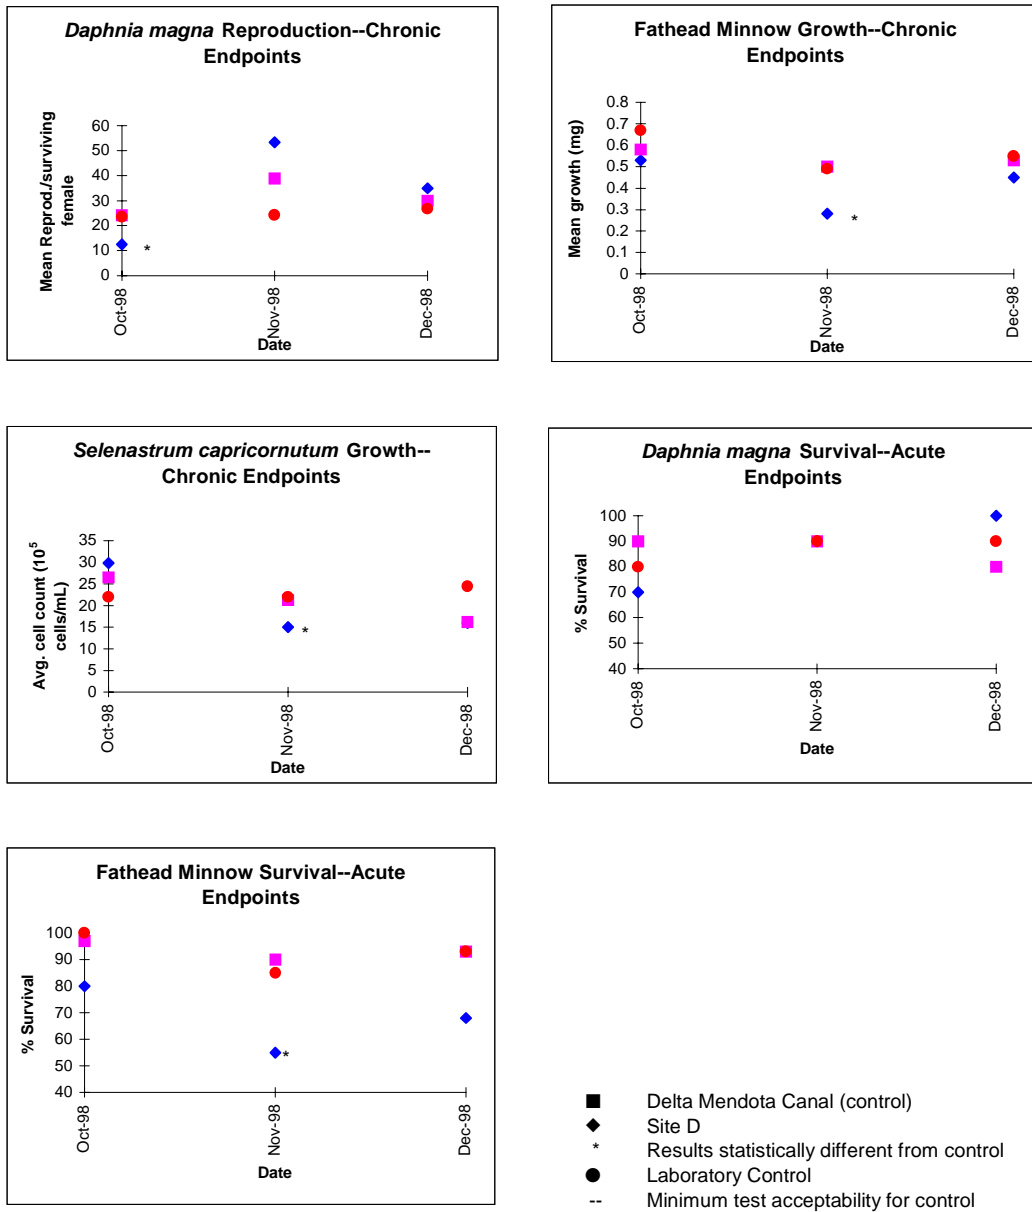 Daphnia magna Reproduction--Chronic
Endpoints
Mean Reprod./surviving
female
60
50
40
30
20
10
0
*
Oct-98
Nov-98
Dec-98
Date
Fathead Minnow Growth--Chronic
Endpoints
Mean growth (mg)
0.8
0.7
0.6
0.5
0.4
0.3
0.2
0.1
0
*
Oct-98
Nov-98
Dec-98
Date
Selenastrum capricornutum Growth--
Chronic Endpoints
Avg. cell count (10⁵
cells/mL)
35
30
25
20
15
10
5
0
*
Oct-98
Nov-98
Dec-98
Date
Daphnia magna Survival--Acute
Endpoints
% Survival
100
90
80
70
60
50
40
Oct-98
Nov-98
Dec-98
Date
Fathead Minnow Survival--Acute
Endpoints
% Survival
100
90
80
70
60
50
40
*
Oct-98
Nov-98
Dec-98
Date
Delta Mendota Canal (control)
Site D
* Results statistically different from control
Laboratory Control
-- Minimum test acceptability for control